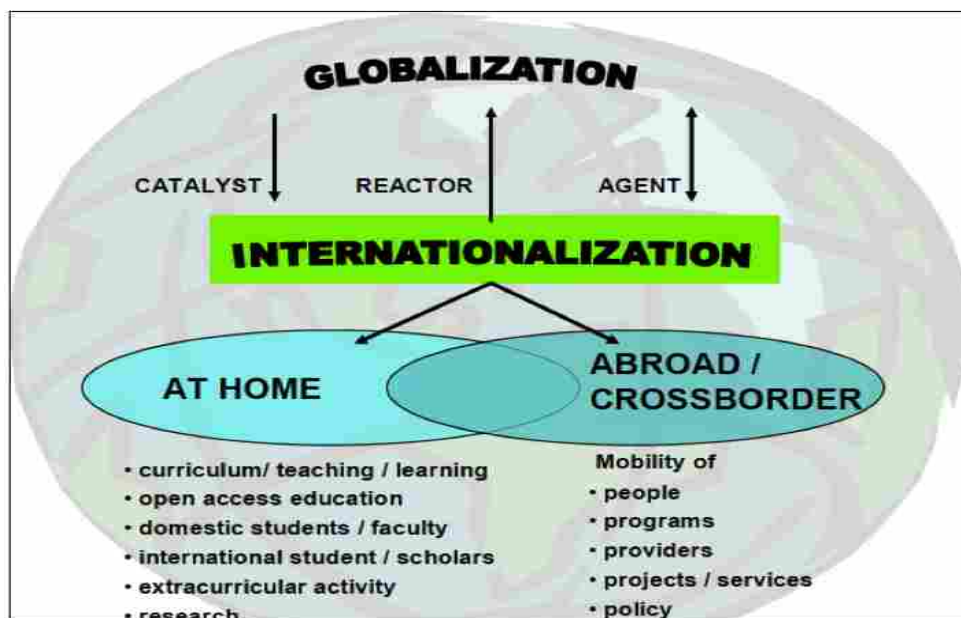 GLOBALIZATION
CATALYST REACTOR AGENT
INTERNATIONALIZATION
AT HOME
ABROAD /
CROSSBORDER
• curriculum/ teaching / learning
• open access education
• domestic students / faculty
• international student / scholars
• extracurricular activity
• research
Mobility of
• people
• programs
• providers
• projects / services
• policy